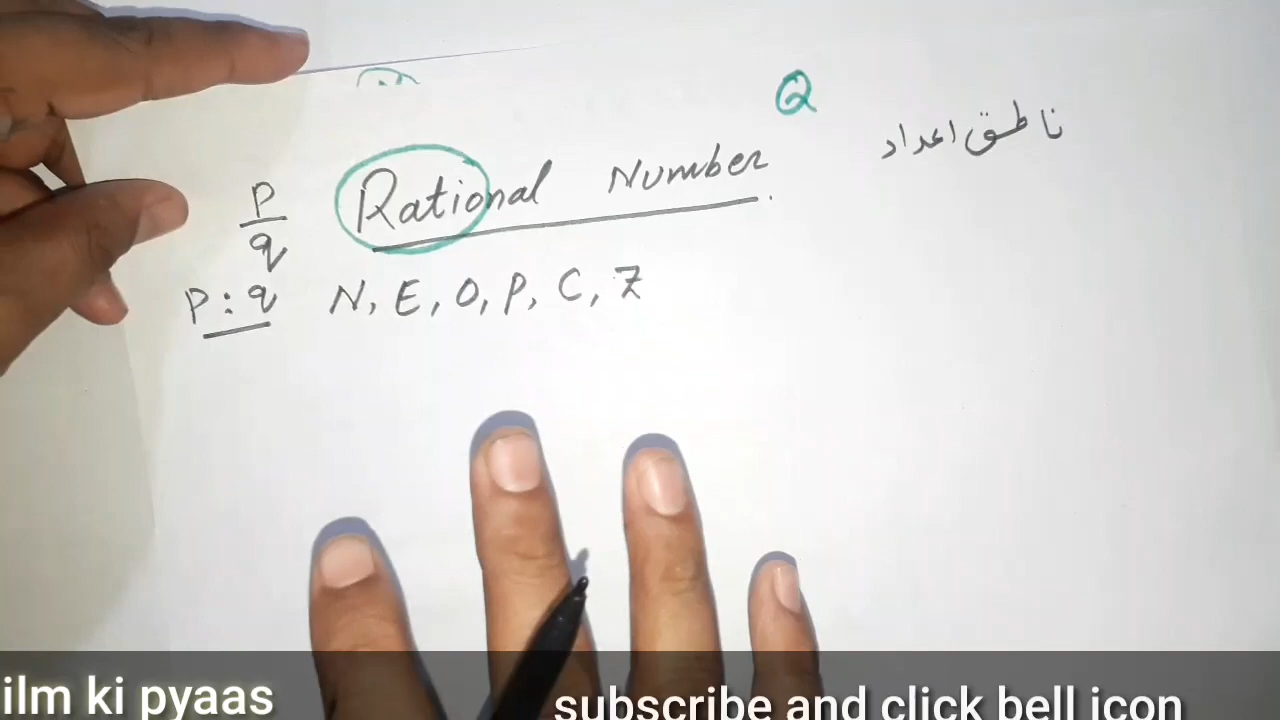 Q
ناطق اعداد
Rational Number
P
q
P : q
N, E, O, P, C, Z
ilm ki pyaas
subscribe and click bell icon